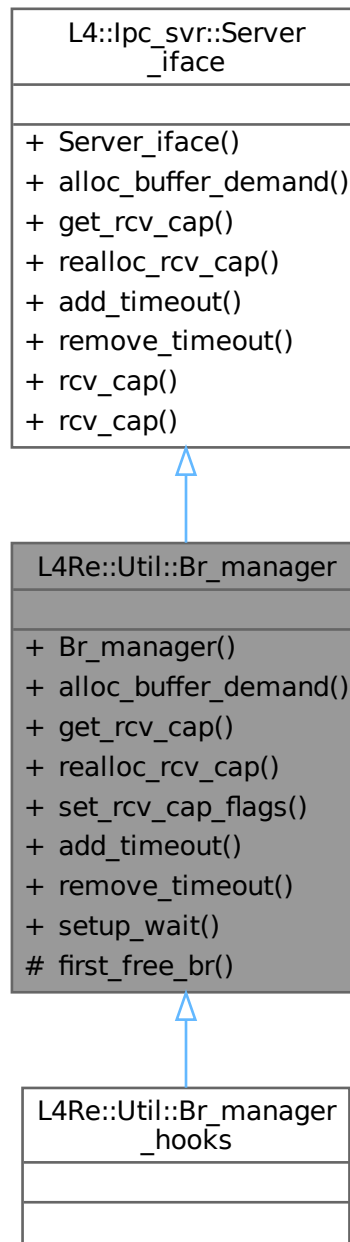 L4::Ipc_svr::Server
_iface
+ Server_iface()
+ alloc_buffer_demand()
+ get_rcv_cap()
+ realloc_rcv_cap()
+ add_timeout()
+ remove_timeout()
+ rcv_cap()
+ rcv_cap()
L4Re::Util::Br_manager
+ Br_manager()
+ alloc_buffer_demand()
+ get_rcv_cap()
+ realloc_rcv_cap()
+ set_rcv_cap_flags()
+ add_timeout()
+ remove_timeout()
+ setup_wait()
# first_free_br()
L4Re::Util::Br_manager
_hooks